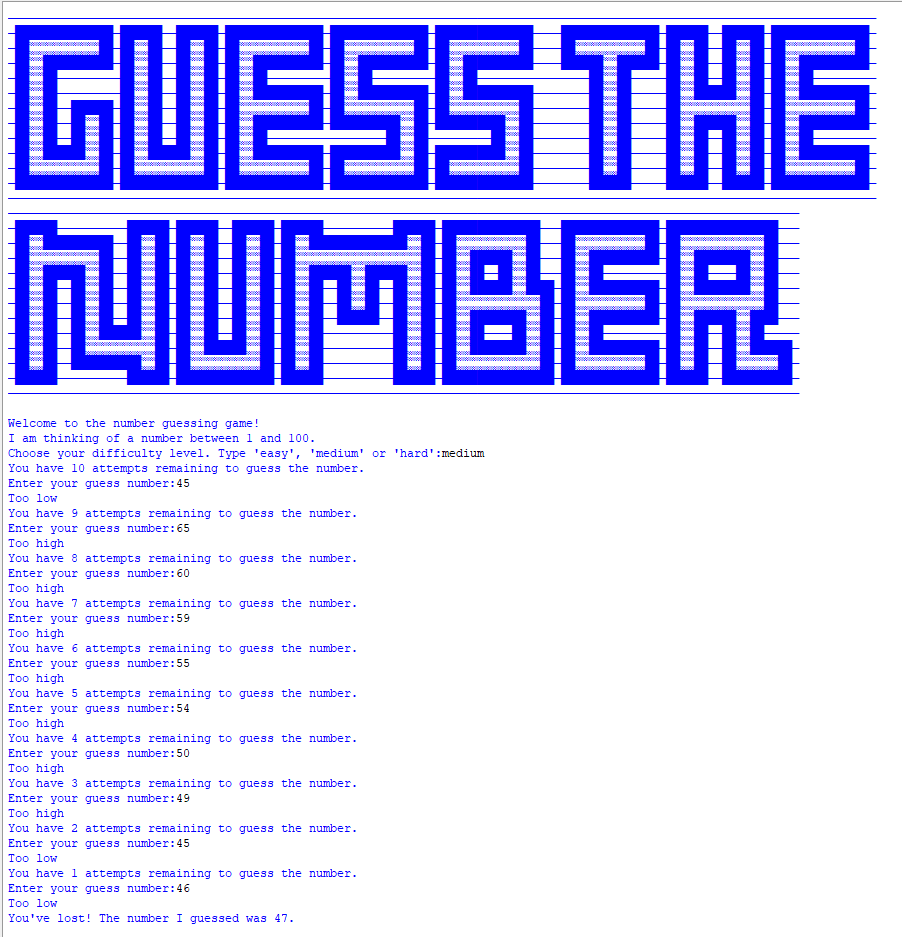 GUESS THE
NUMBER
Welcome to the number guessing game!
I am thinking of a number between 1 and 100.
Choose your difficulty level. Type 'easy', 'medium' or 'hard':medium
You have 10 attempts remaining to guess the number.
Enter your guess number:45
Too low
You have 9 attempts remaining to guess the number.
Enter your guess number:65
Too high
You have 8 attempts remaining to guess the number.
Enter your guess number:60
Too high
You have 7 attempts remaining to guess the number.
Enter your guess number:59
Too high
You have 6 attempts remaining to guess the number.
Enter your guess number:55
Too high
You have 5 attempts remaining to guess the number.
Enter your guess number:54
Too high
You have 4 attempts remaining to guess the number.
Enter your guess number:50
Too high
You have 3 attempts remaining to guess the number.
Enter your guess number:49
Too high
You have 2 attempts remaining to guess the number.
Enter your guess number:45
Too low
You have 1 attempts remaining to guess the number.
Enter your guess number:46
Too low
You've lost! The number I guessed was 47.